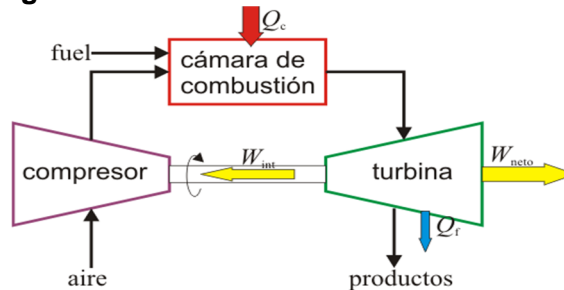 Q_c
fuel
cámara de
combustión
compresor
W_int
turbina
W_neto
Q_f
aire
productos